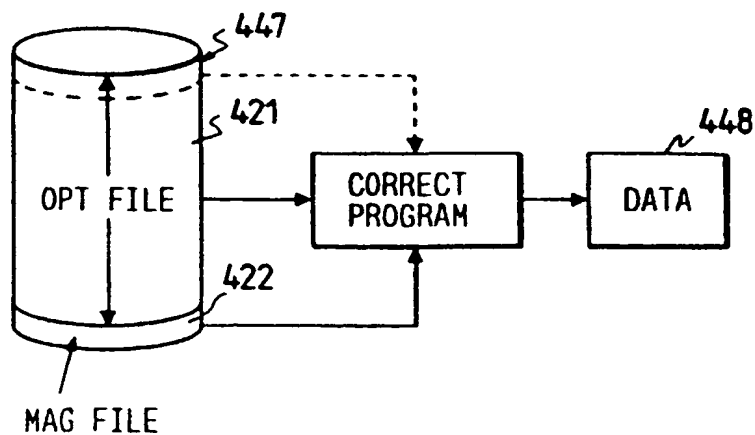 447
421
448
OPT FILE
CORRECT
PROGRAM
DATA
422
MAG FILE